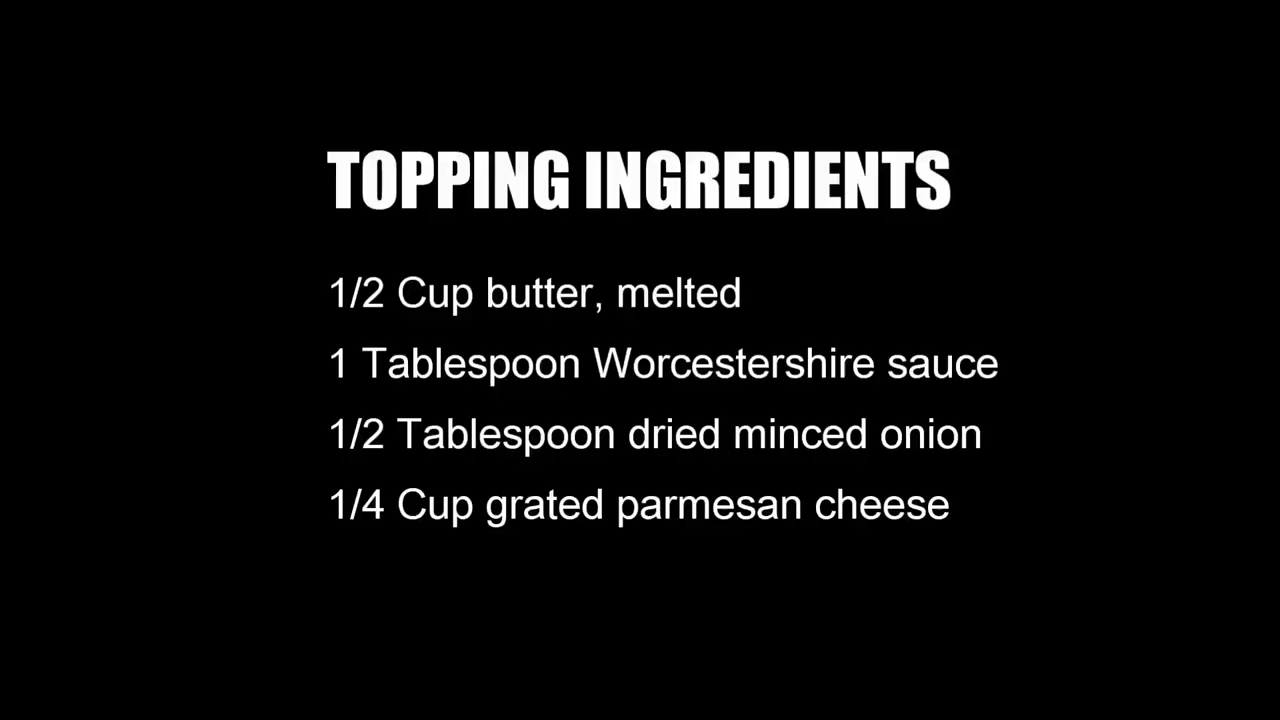 TOPPING INGREDIENTS
1/2 Cup butter, melted
1 Tablespoon Worcestershire sauce
1/2 Tablespoon dried minced onion
1/4 Cup grated parmesan cheese